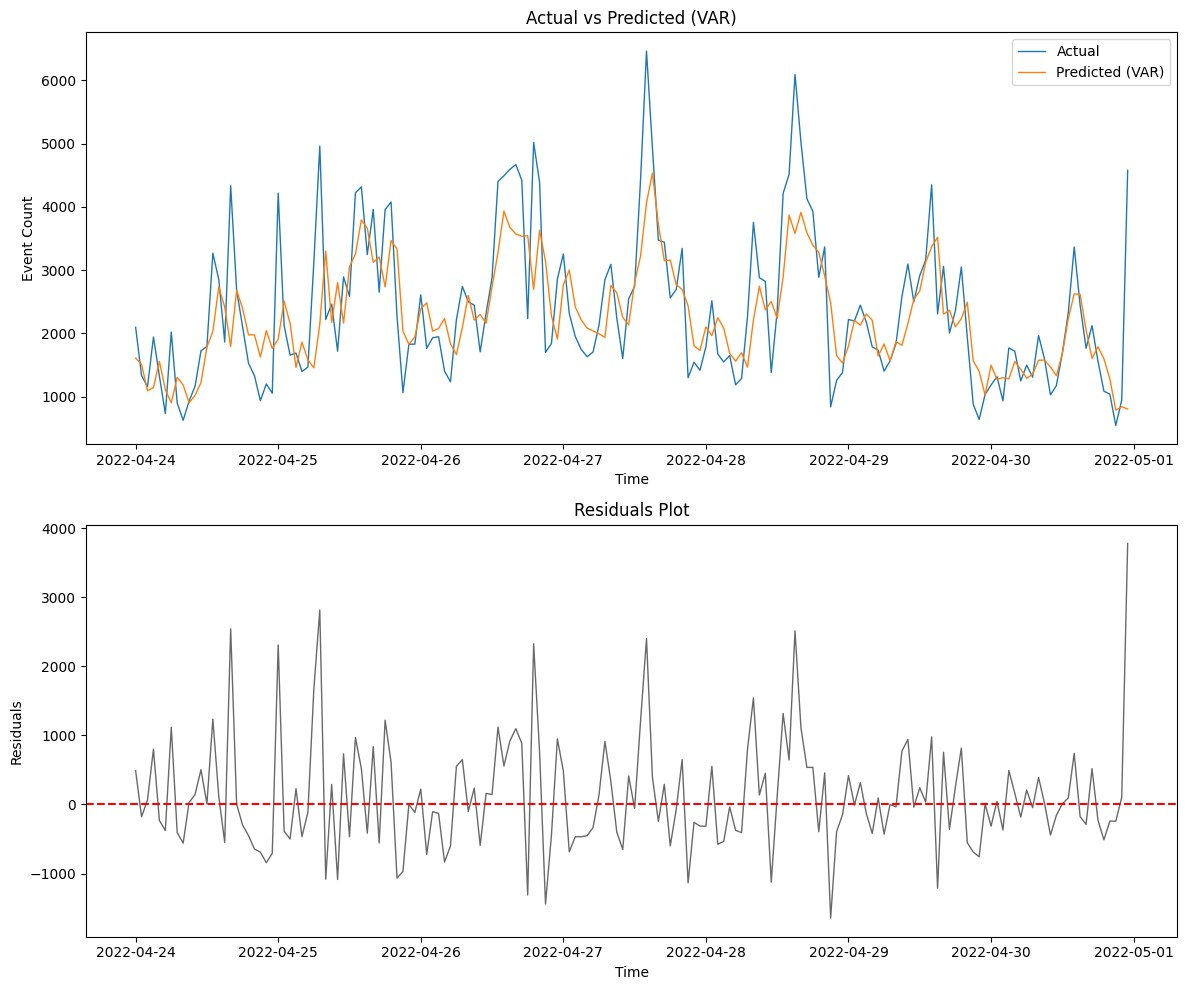 Actual vs Predicted (VAR)
Actual
Predicted (VAR)
Event Count
6000
5000
4000
3000
2000
1000
2022-04-24 2022-04-25 2022-04-26 2022-04-27 2022-04-28 2022-04-29 2022-04-30 2022-05-01
Time
Residuals Plot
Residuals
4000
3000
2000
1000
0
−1000
2022-04-24 2022-04-25 2022-04-26 2022-04-27 2022-04-28 2022-04-29 2022-04-30 2022-05-01
Time